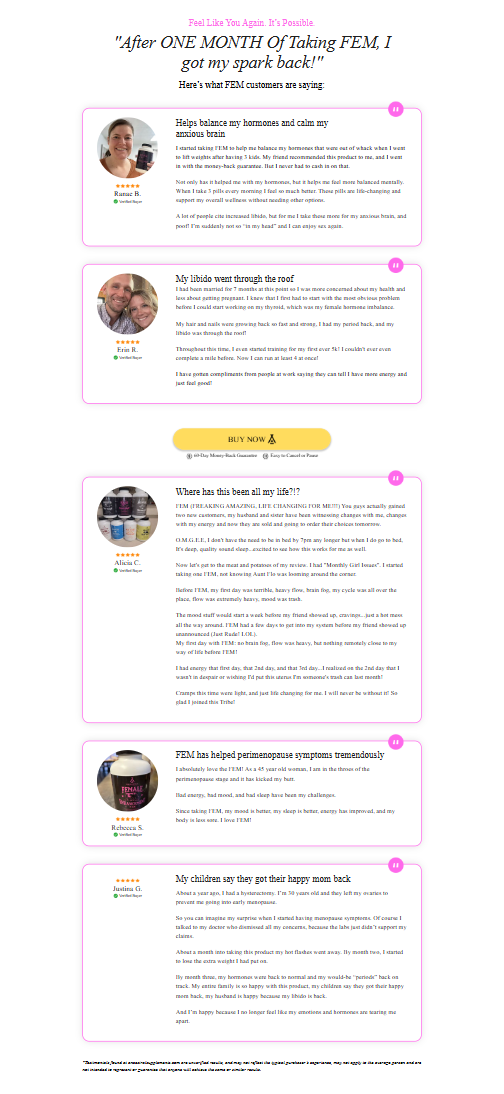 Feel Like You Again. It's Possible.
"After ONE MONTH Of Taking FEM, I
got my spark back!"
Here's what FEM customers are saying:
Helps balance my hormones and calm my
anxious brain
I started taking FEM to help me balance my hormones that were out of whack when I went
to lift weights after having 3 kids. My friend recommended this product to me, and I went
in with the money-back guarantee. But I never had to cash in on that.
Not only has it helped me with my hormones, but it helps me feel more balanced mentally.
When I take 3 pills every morning I feel so much better. These pills are life-changing and
support my overall wellness without needing other options.
A lot of people cite increased libido, but for me I take these more for my anxious brain, and
poof! I'm suddenly not so "in my head" and I can enjoy sex again.
Ranae B.
Verified Buyer
My libido went through the roof
I had been married for 7 months at this point so I was more concerned about my health and
less about getting pregnant. I knew that I first had to start with the most obvious problem
before I could start working on my thyroid, which was my female hormone imbalance.
My hair and nails were growing back so fast and strong, I had my period back, and my
libido was through the roof!
Throughout this time, I even started training for my first ever 5k! I couldn't ever even
complete a mile before. Now I can run at least 4 at once!
I have gotten compliments from people at work saying they can tell I have more energy and
just feel good!
Erin R.
Verified Buyer
BUY NOW
60-Day Money-Back Guarantee Easy to Cancel or Pause
Where has this been all my life?!?
FEM (FREAKING AMAZING, LIFE CHANGING FOR ME!!!) You guys actually gained
two new customers, my husband and sister have been witnessing changes with me, changes
with my energy and now they are sold and going to order their choices tomorrow.
O.M.G.E.E. I don't have the need to be in bed by 7pm any longer but when I do go to bed,
It's deep, quality sound sleep...excited to see how this works for me as well.
Now let's get to the meat and potatoes of my review. I had "Monthly Girl Issues". I started
taking one FEM, not knowing Aunt Flo was looming around the corner.
Before FEM, my first day was terrible, heavy flow, brain fog, my cycle was all over the
place, flow was extremely heavy, mood was trash.
The mood stuff would start a week before my friend showed up, cravings...just a hot mess
all the way around. FEM had a few days to get into my system before my friend showed up
unannounced (Just Rude! LOL).
My first day with FEM: no brain fog, flow was heavy, but nothing remotely close to my
way of life before FEM!
I had energy that first day, that 2nd day, and that 3rd day...I realized on the 2nd day that I
wasn't in despair or wishing I'd put this uterus I'm someone's trash can last month!
Cramps this time were light, and just life changing for me. I will never be without it! So
glad I joined this Tribe!
Alicia C.
Verified Buyer
FEM has helped perimenopause symptoms tremendously
I absolutely love the FEM! As a 45 year old woman, I am in the throes of the
perimenopause stage and it has kicked my butt.
Bad energy, bad mood, and bad sleep have been my challenges.
Since taking FEM, my mood is better, my sleep is better, energy has improved, and my
body is less sore. I love FEM!
FEMALE
Rebecca S.
Verified Buyer
My children say they got their happy mom back
About a year ago, I had a hysterectomy. I'm 30 years old and they left my ovaries to
prevent me going into early menopause.
So you can imagine my surprise when I started having menopause symptoms. Of course I
talked to my doctor who dismissed all my concerns, because the labs just didn't support my
claims.
About a month into taking this product my hot flashes went away. By month two, I started
to lose the extra weight I had put on.
By month three, my hormones were back to normal and my would-be "periods" back on
track. My entire family is so happy with this product, my children say they got their happy
mom back, my husband is happy because my libido is back.
And I'm happy because I no longer feel like my emotions and hormones are tearing me
apart.
Justina G.
Verified Buyer
are unverified results, and may not reflect the typical purchaser's experience, may not apply to the average person and are
not intended to represent or guarantee that anyone will achieve the same or similar results.